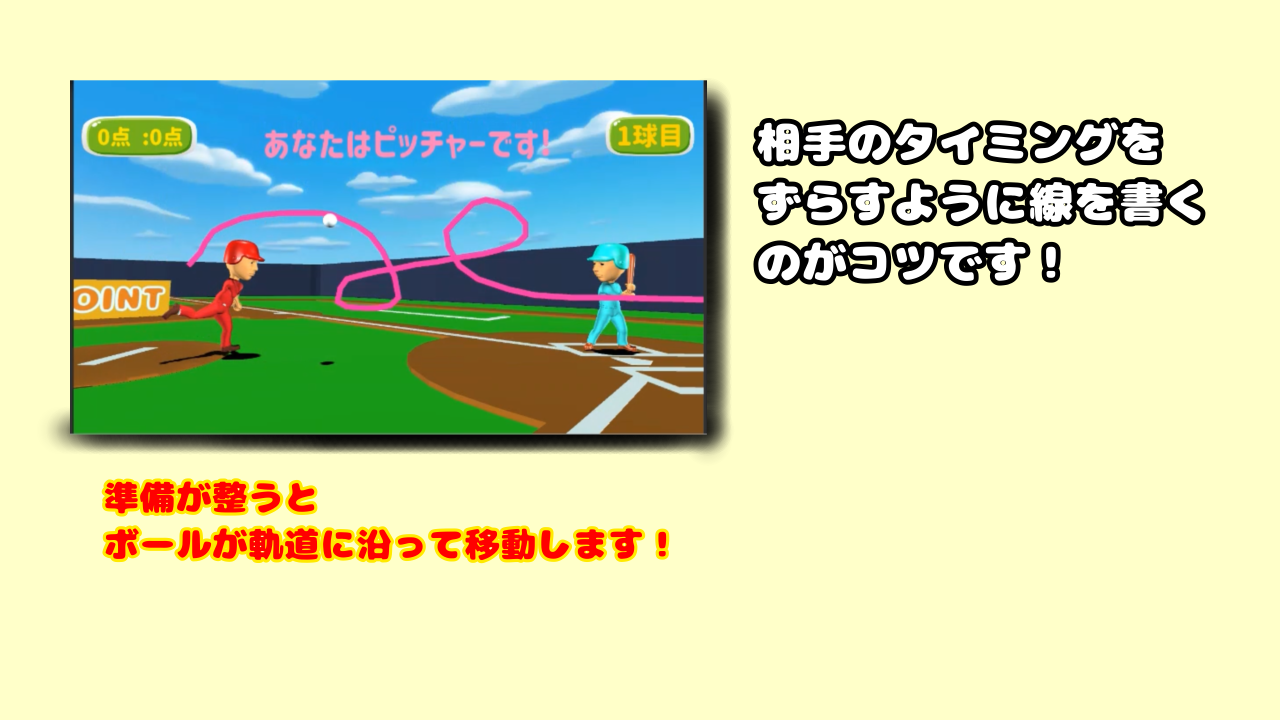 0点 :0点
あなたはピッチャーです!
1球目
OINT
相手のタイミングを
ずらすように線を書く
のがコツです！
準備が整うと
ボールが軌道に沿って移動します！